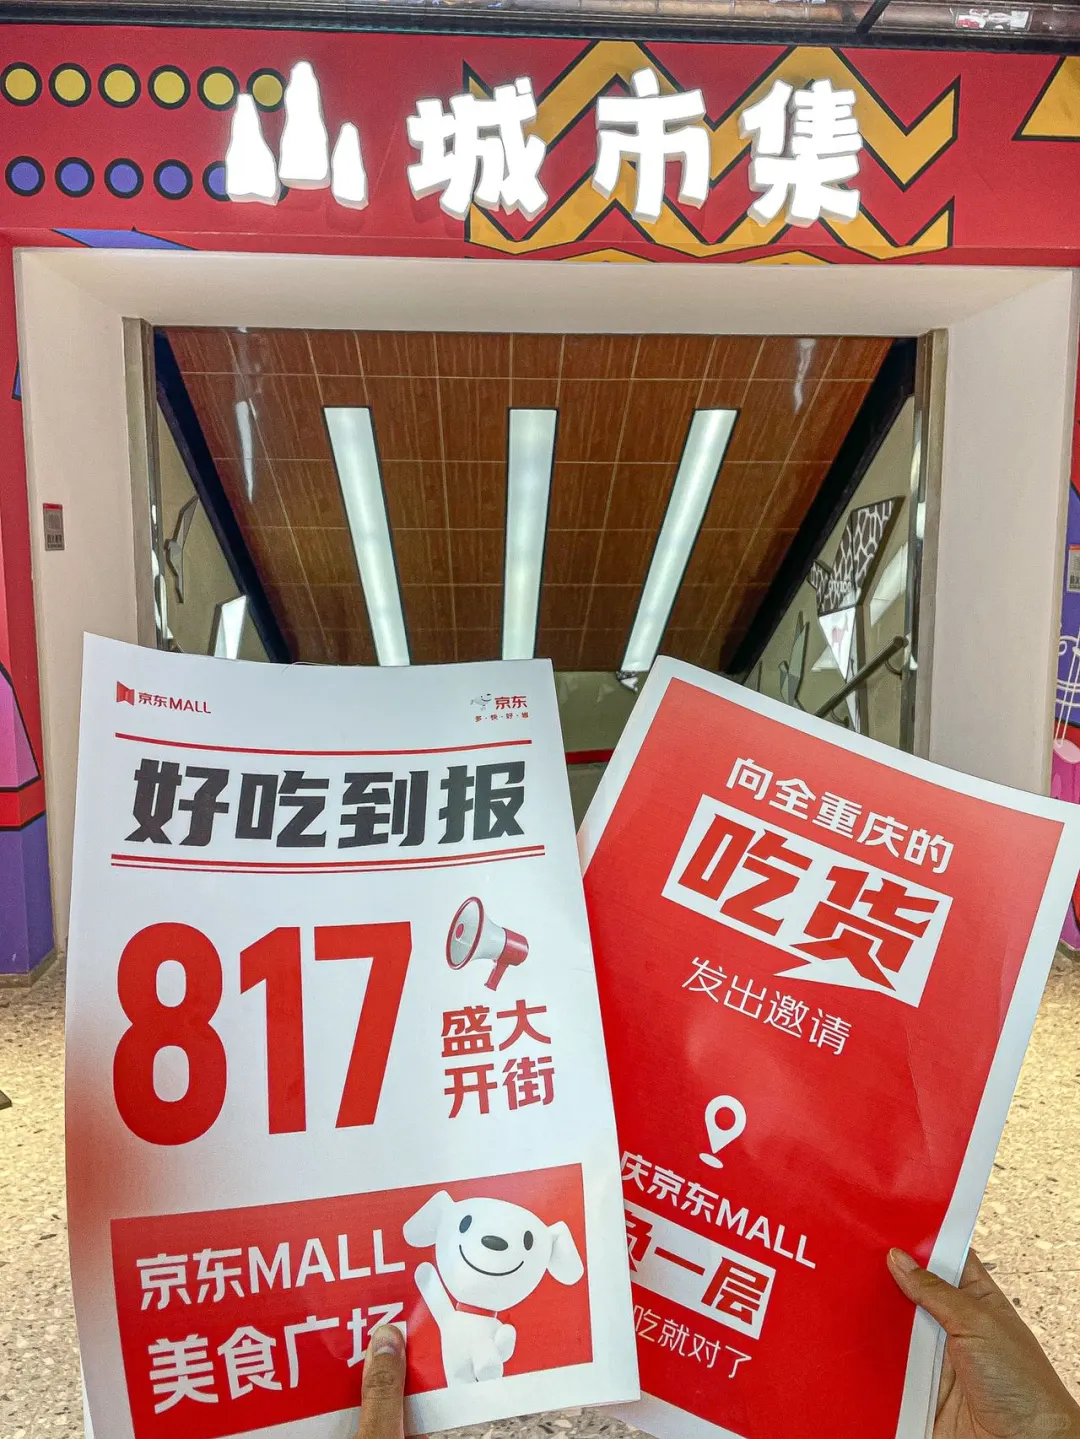 山城市集
京东MALL
京东
多·快·好·省
好吃到报
817
盛大
开街
京东MALL
美食广场
向全重庆的
吃货
发出邀请
庆京东MALL
负一层
吃就对了